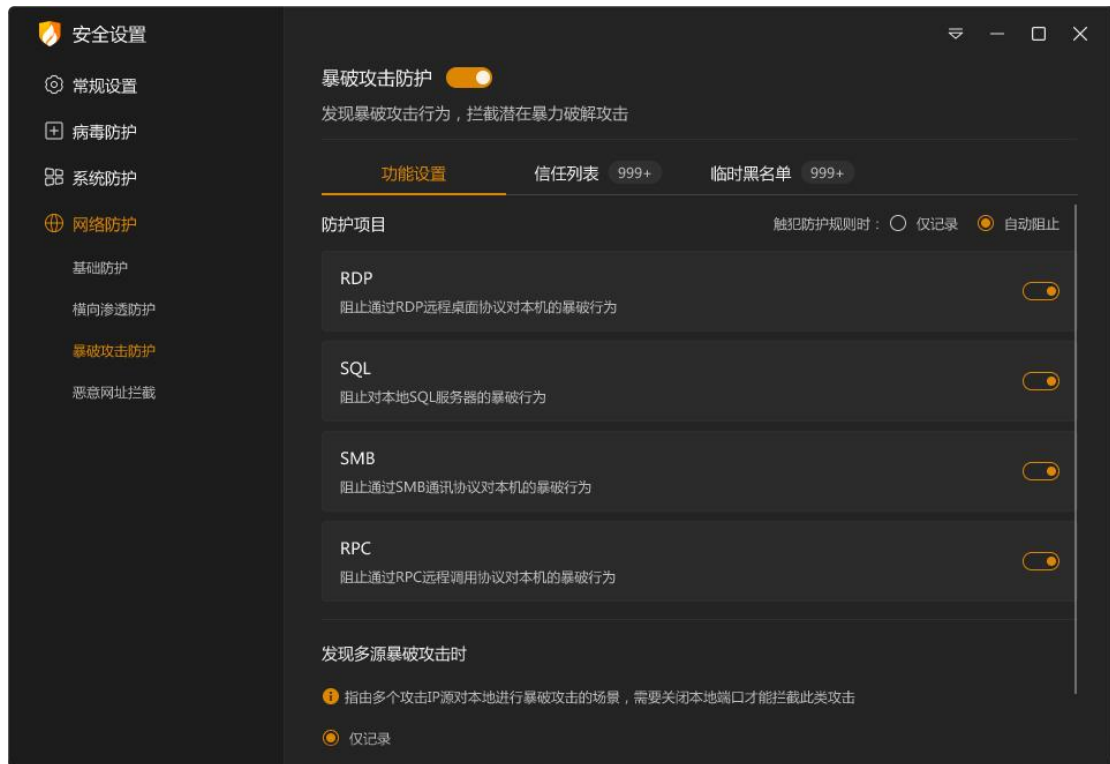 安全设置
常规设置
病毒防护
系统防护
网络防护
基础防护
横向渗透防护
暴破攻击防护
恶意网址拦截
暴破攻击防护
发现暴破攻击行为，拦截潜在暴力破解攻击
功能设置 信任列表 999+ 临时黑名单 999+
防护项目 触犯防护规则时： 仅记录 自动阻止
RDP
阻止通过RDP远程桌面协议对本机的暴破行为
SQL
阻止对本地SQL服务器的暴破行为
SMB
阻止通过SMB通讯协议对本机的暴破行为
RPC
阻止通过RPC远程调用协议对本机的暴破行为
发现多源暴破攻击时
指由多个攻击IP源对本地进行暴破攻击的场景，需要关闭本地端口才能拦截此类攻击
仅记录